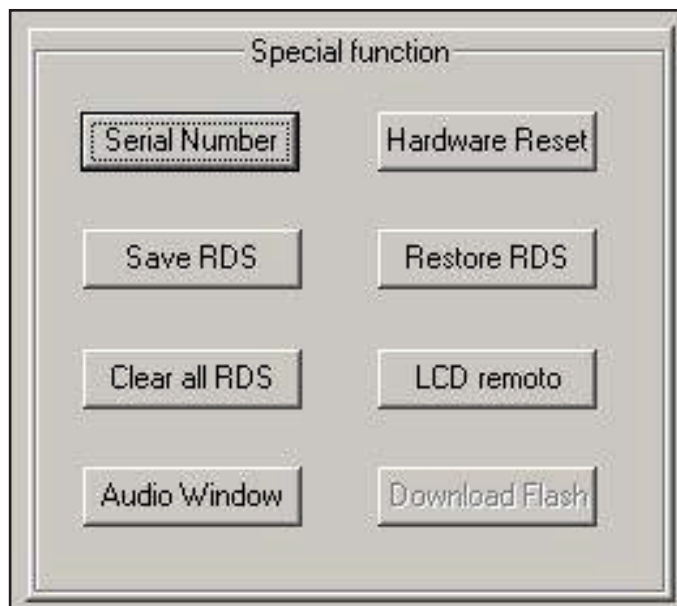 Special function
Serial Number
Hardware Reset
Save RDS
Restore RDS
Clear all RDS
LCD remoto
Audio Window
Download Flash